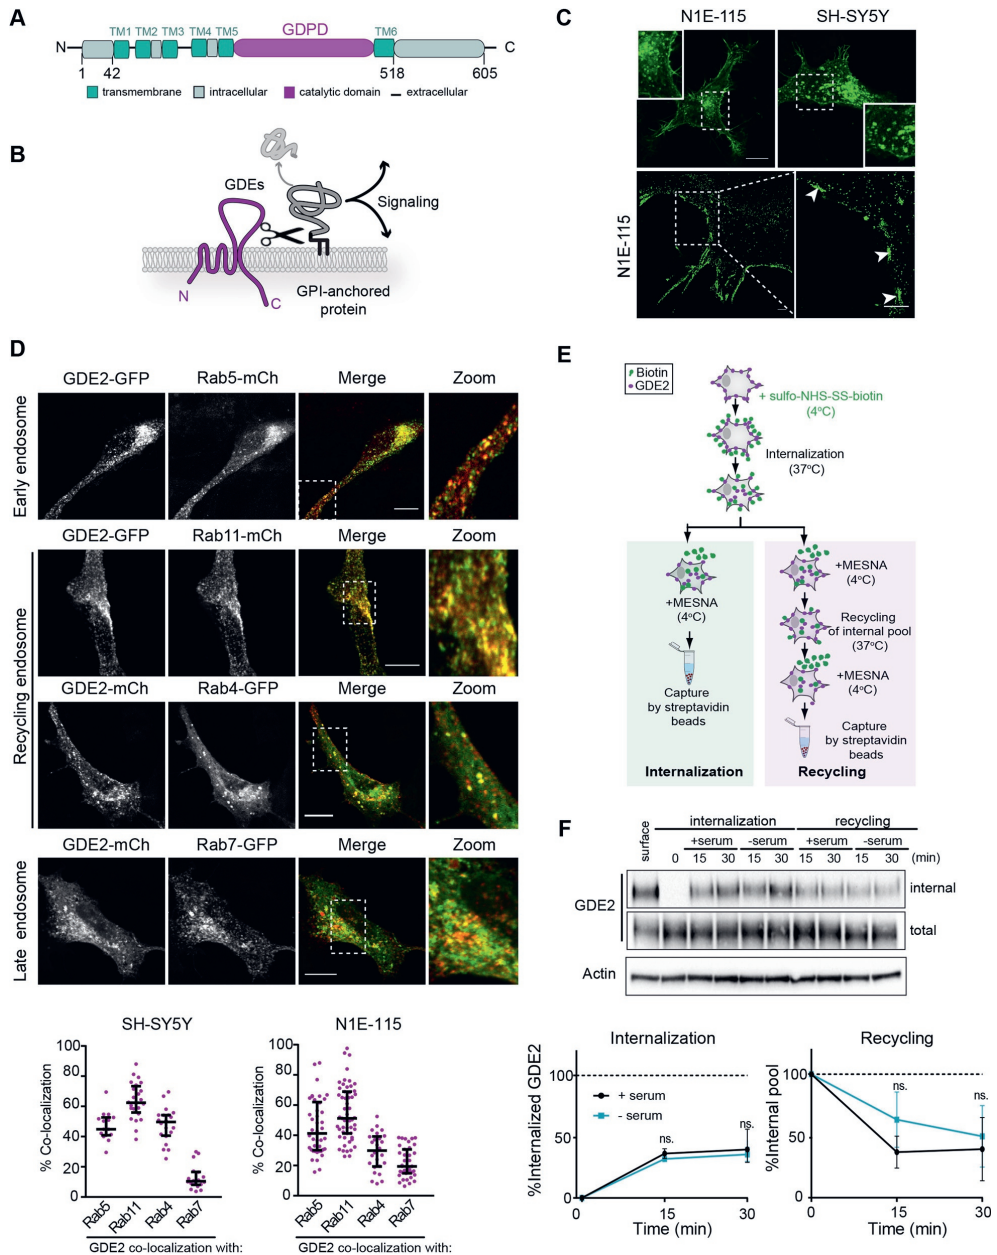 A
TM1 TM2 TM3 TM4 TM5 GDPD TM6
N C
1 42 518 605
transmembrane intracellular catalytic domain extracellular
B
GDEs
Signaling
N
C
GPI-anchored
protein
C
N1E-115 SH-SY5Y
N1E-115
D
GDE2-GFP Rab5-mCh Merge Zoom
Early endosome
GDE2-GFP Rab11-mCh Merge Zoom
Recycling endosome
GDE2-mCh Rab4-GFP Merge Zoom
GDE2-mCh Rab7-GFP Merge Zoom
Late endosome
SH-SY5Y
% Co-localization
100
80
60
40
20
0
Rab5 Rab11 Rab4 Rab7
GDE2 co-localization with:
N1E-115
% Co-localization
100
80
60
40
20
0
Rab5 Rab11 Rab4 Rab7
GDE2 co-localization with:
E
Biotin
GDE2
+ sulfo-NHS-SS-biotin
(4ºC)
Internalization
(37ºC)
+MESNA
(4ºC)
Capture
by streptavidin
beads
Internalization
+MESNA
(4ºC)
Recycling
of internal pool
(37ºC)
+MESNA
(4ºC)
Capture
by streptavidin
beads
Recycling
F
surface
internalization recycling
+serum -serum +serum -serum
0 15 30 15 30 15 30 15 30 (min)
GDE2
internal
total
Actin
Internalization
%Internalized GDE2
100
50
0
+ serum
- serum
ns. ns.
15 30
Time (min)
Recycling
%Internal pool
100
50
0
ns. ns.
0 15 30
Time (min)